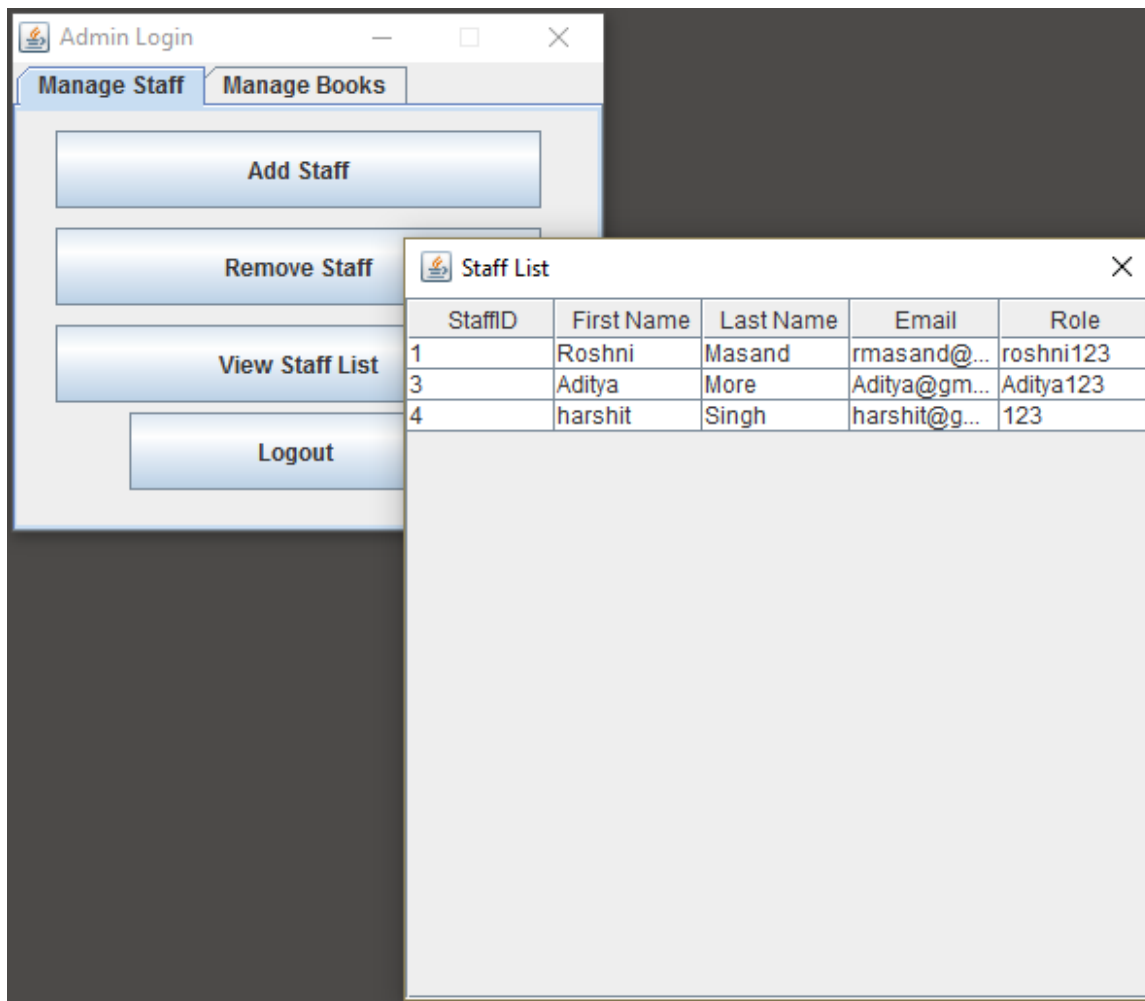 Admin Login
Manage Staff Manage Books
Add Staff
Remove Staff
View Staff List
Logout
Staff List
StaffID First Name Last Name Email Role
1 Roshni Masand rmasand@... roshni123
3 Aditya More Aditya@gm... Aditya123
4 harshit Singh harshit@g... 123